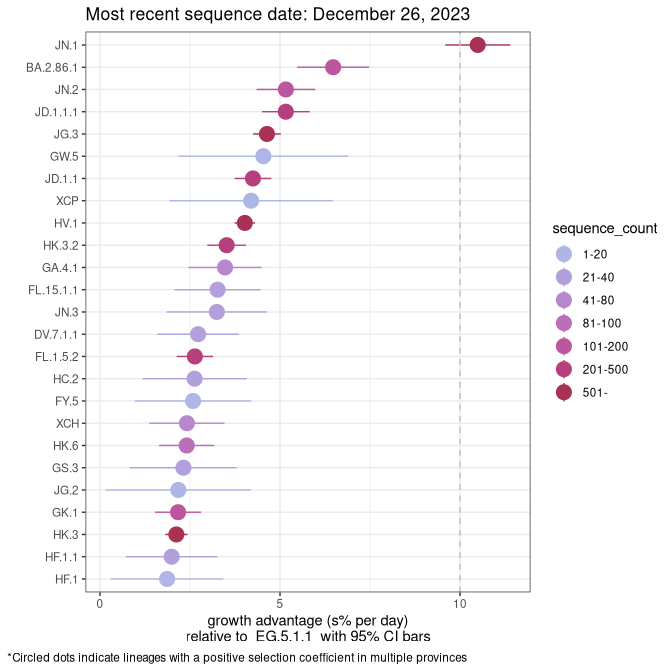 Most recent sequence date: December 26, 2023
JN.1
BA.2.86.1
JN.2
JD.1.1.1
JG.3
GW.5
JD.1.1
XCP
HV.1
HK.3.2
GA.4.1
FL.15.1.1
JN.3
DV.7.1.1
FL.1.5.2
HC.2
FY.5
XCH
HK.6
GS.3
JG.2
GK.1
HK.3
HF.1.1
HF.1
0 5 10
growth advantage (s% per day)
relative to EG.5.1.1 with 95% CI bars
sequence_count
1-20
21-40
41-80
81-100
101-200
201-500
501-
*Circled dots indicate lineages with a positive selection coefficient in multiple provinces